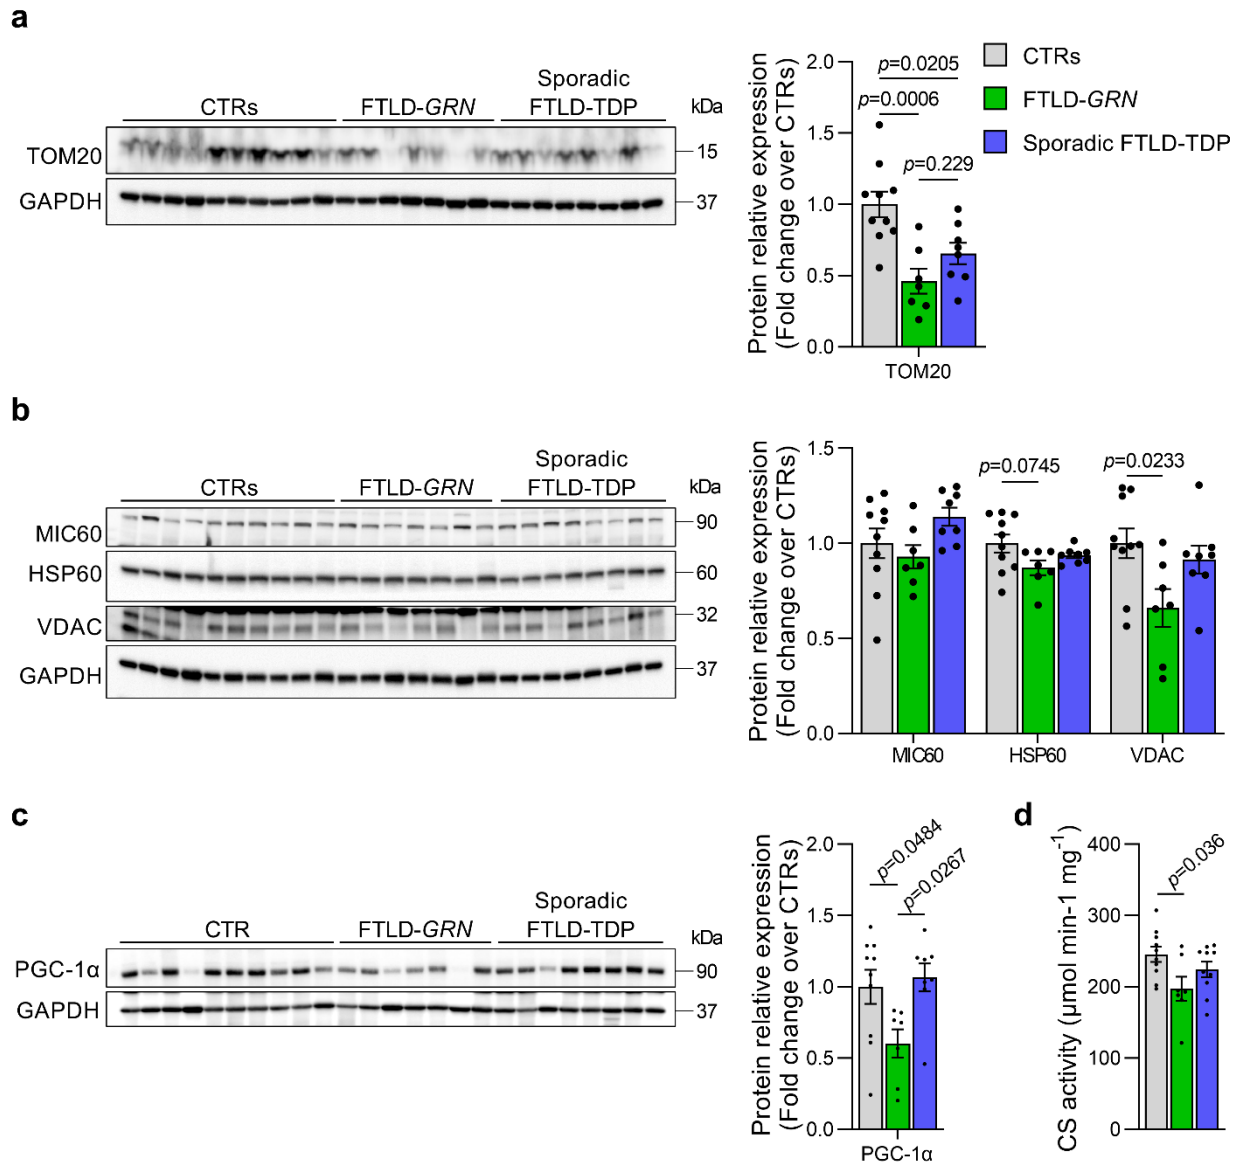 a
Sporadic
CTRs FTLD-GRN FTLD-TDP kDa
TOM20 15
GAPDH 37
Protein relative expression
(Fold change over CTRs)
2.0
1.5
1.0
0.5
0.0
p=0.0205
p=0.0006
p=0.229
TOM20
CTRs
FTLD-GRN
Sporadic FTLD-TDP
b
Sporadic
CTRs FTLD-GRN FTLD-TDP kDa
MIC60 90
HSP60 60
VDAC 32
GAPDH 37
Protein relative expression
(Fold change over CTRs)
1.5
1.0
0.5
0.0
p=0.0745
p=0.0233
MIC60 HSP60 VDAC
c
Sporadic
CTR FTLD-GRN FTLD-TDP kDa
PGC-1α 90
GAPDH 37
Protein relative expression
(Fold change over CTRs)
2.0
1.5
1.0
0.5
0.0
p=0.0484
p=0.0267
PGC-1α
d
CS activity (μmol min-1 mg⁻¹)
400
300
200
100
0
p=0.036